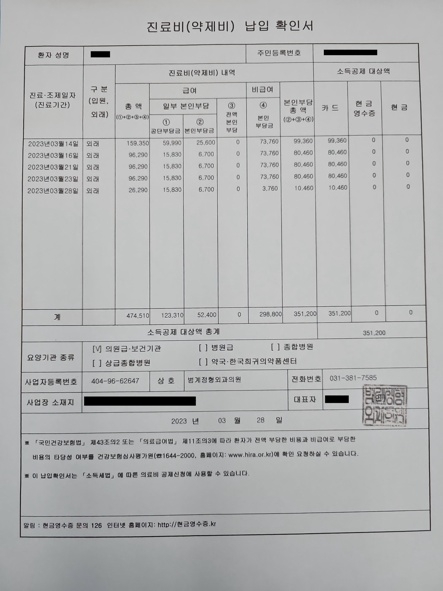 진료비(약제비) 납입 확인서
환자 성명 주민등록번호
진료·조제일자 (진료기간) 구 분 (입원, 외래) 진료비(약제비) 내역 소득공제 대상액
총 액 (①+②+③+④) 급여 비급여 본인부담 총 액 (②+③+④) 카 드 현 금 영수증 현 금
일부 본인부담 ③ 전액 본인 부담 ④ 본인 부담금
① 공단부담금 ② 본인부담금
2023년03월14일 외래 159,350 59,990 25,600 0 73,760 99,360 99,360 0 0
2023년03월16일 외래 96,290 15,830 6,700 0 73,760 80,460 80,460 0 0
2023년03월21일 외래 96,290 15,830 6,700 0 73,760 80,460 80,460 0 0
2023년03월23일 외래 96,290 15,830 6,700 0 73,760 80,460 80,460 0 0
2023년03월28일 외래 26,290 15,830 6,700 0 3,760 10,460 10,460 0 0
계 474,510 123,310 52,400 0 298,800 351,200 351,200 0 0
소득공제 대상액 총계 351,200
요양기관 종류 [V] 의원급·보건기관 [ ] 병원급 [ ] 종합병원
[ ] 상급종합병원 [ ] 약국·한국희귀의약품센터
사업자등록번호 404-96-62647 상 호 범계정형외과의원 전화번호 031-381-7585
사업장 소재지 대표자
2023 년 03 월 28 일
※ 「국민건강보험법」 제43조의2 또는 「의료급여법」 제11조의3에 따라 환자가 전액 부담한 비용과 비급여로 부담한
비용의 타당성 여부를 건강보험심사평가원(☎1644-2000, 홈페이지: www.hira.or.kr)에 확인 요청하실 수 있습니다.
※ 이 납입확인서는 「소득세법」에 따른 의료비 공제신청에 사용할 수 있습니다.
알림 : 현금영수증 문의 126 인터넷 홈페이지: http://현금영수증.kr